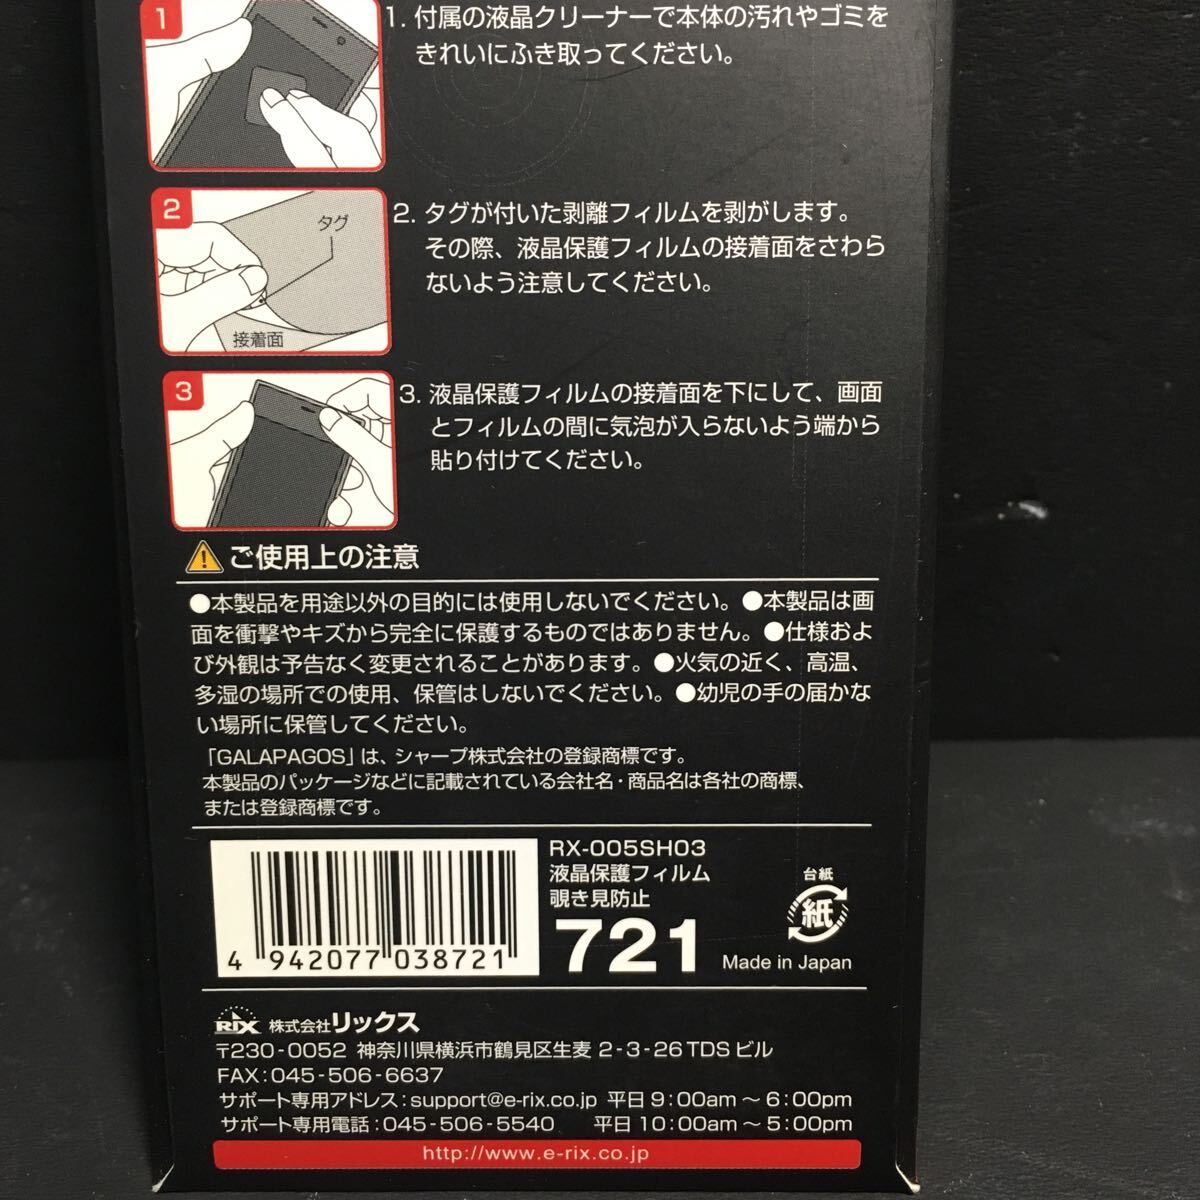 1
1. 付属の液晶クリーナーで本体の汚れやゴミを
きれいにふき取ってください。
2
タグ
接着面
2. タグが付いた剥離フィルムを剥がします。
その際、液晶保護フィルムの接着面をさわら
ないよう注意してください。
3
3. 液晶保護フィルムの接着面を下にして、画面
とフィルムの間に気泡が入らないよう端から
貼り付けてください。
ご使用上の注意
●本製品を用途以外の目的には使用しないでください。●本製品は画
面を衝撃やキズから完全に保護するものではありません。●仕様およ
び外観は予告なく変更されることがあります。●火気の近く、高温、
多湿の場所での使用、保管はしないでください。●幼児の手の届かな
い場所に保管してください。
「GALAPAGOS」は、シャープ株式会社の登録商標です。
本製品のパッケージなどに記載されている会社名・商品名は各社の商標、
または登録商標です。
4 942077 038721
RX-005SH03
液晶保護フィルム
覗き見防止
721
台紙
紙
Made in Japan
RIX 株式会社リックス
〒230-0052 神奈川県横浜市鶴見区生麦 2-3-26 TDS ビル
FAX:045-506-6637
サポート専用アドレス:support@e-rix.co.jp 平日 9:00am～6:00pm
サポート専用電話:045-506-5540 平日 10:00am～5:00pm
http://www.e-rix.co.jp